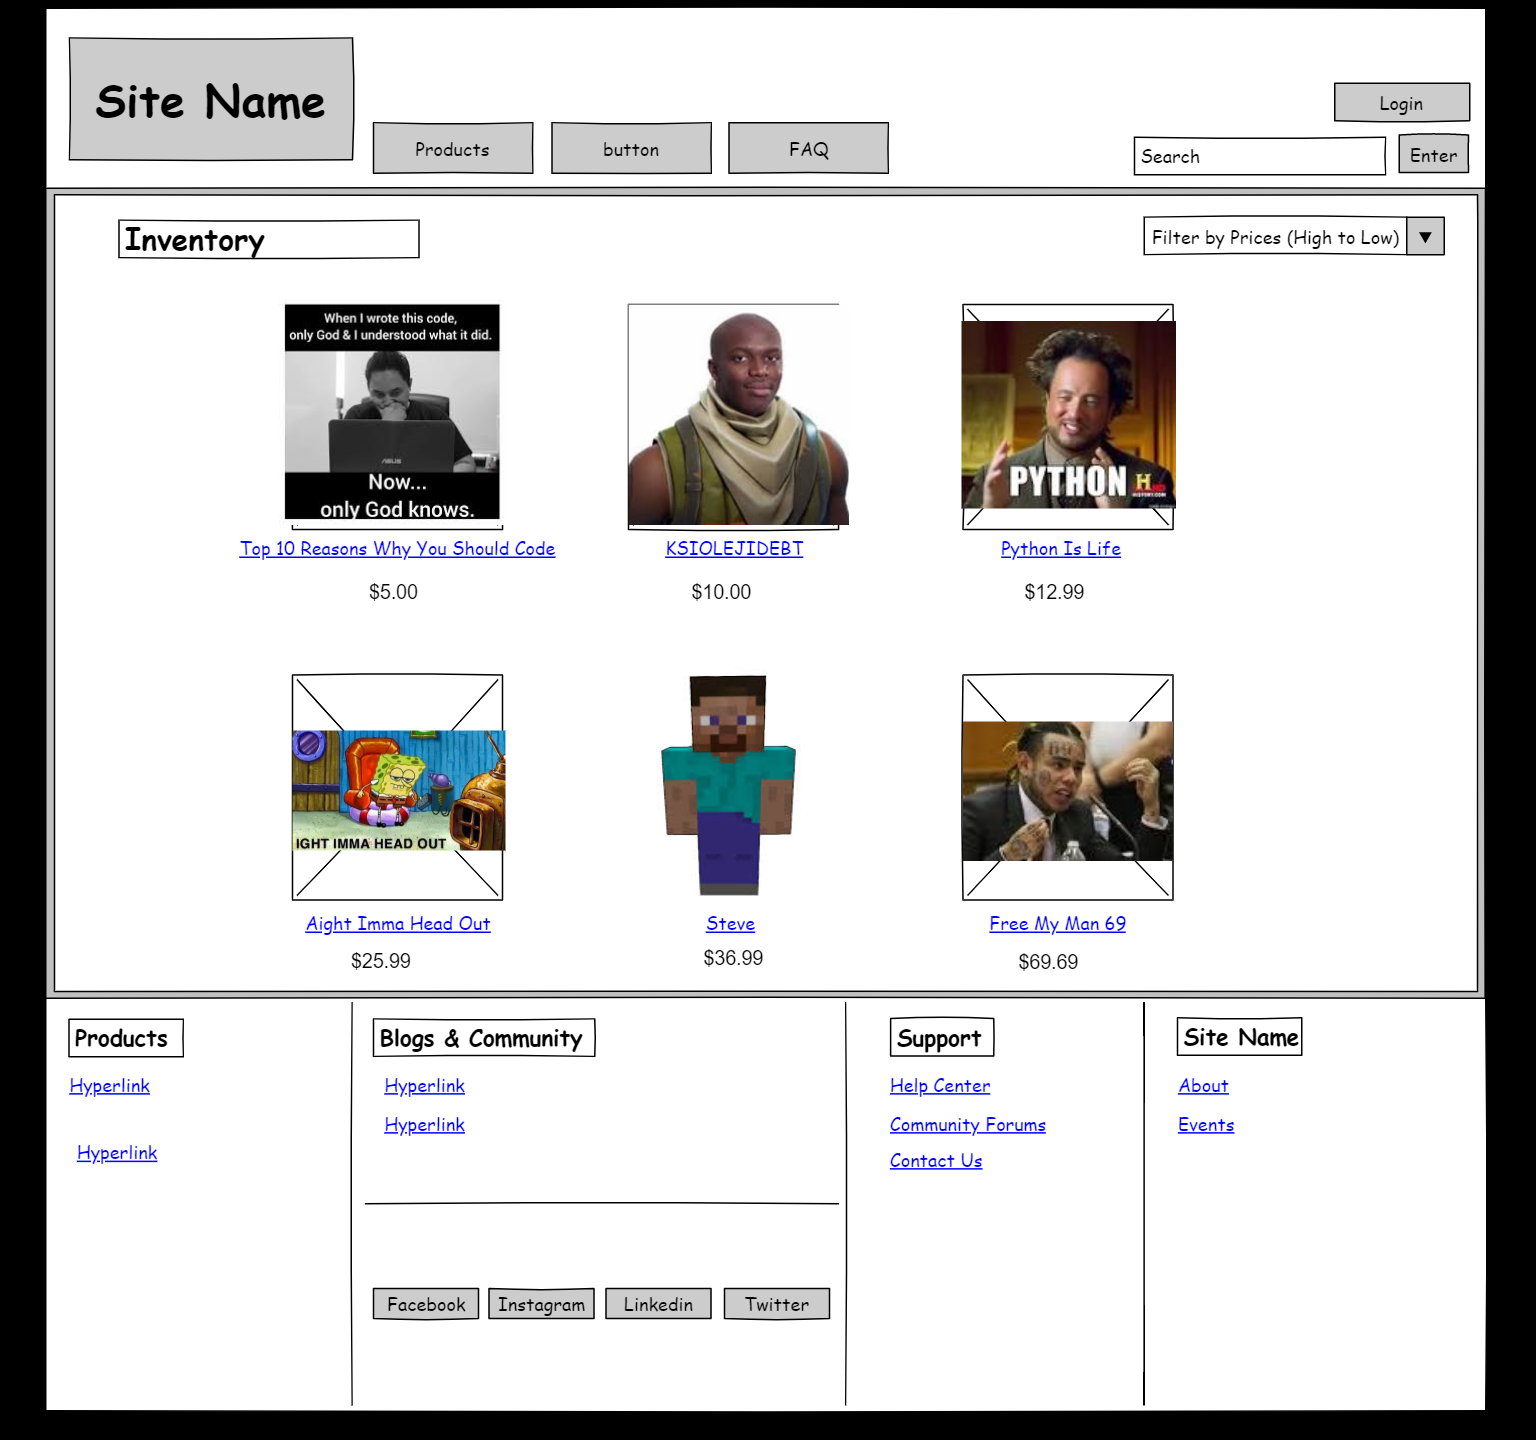 Site Name
Products
button
FAQ
Login
Search
Enter
Inventory
Filter by Prices (High to Low)
When I wrote this code,
only God & I understood what it did.
ASUS
Now...
only God knows.
PYTHON
H HD
HISTORY.COM
Top 10 Reasons Why You Should Code
KSIOLEJIDEBT
Python Is Life
$5.00
$10.00
$12.99
IGHT IMMA HEAD OUT
Aight Imma Head Out
Steve
Free My Man 69
$25.99
$36.99
$69.69
Products
Hyperlink
Hyperlink
Blogs & Community
Hyperlink
Hyperlink
Facebook
Instagram
Linkedin
Twitter
Support
Help Center
Community Forums
Contact Us
Site Name
About
Events